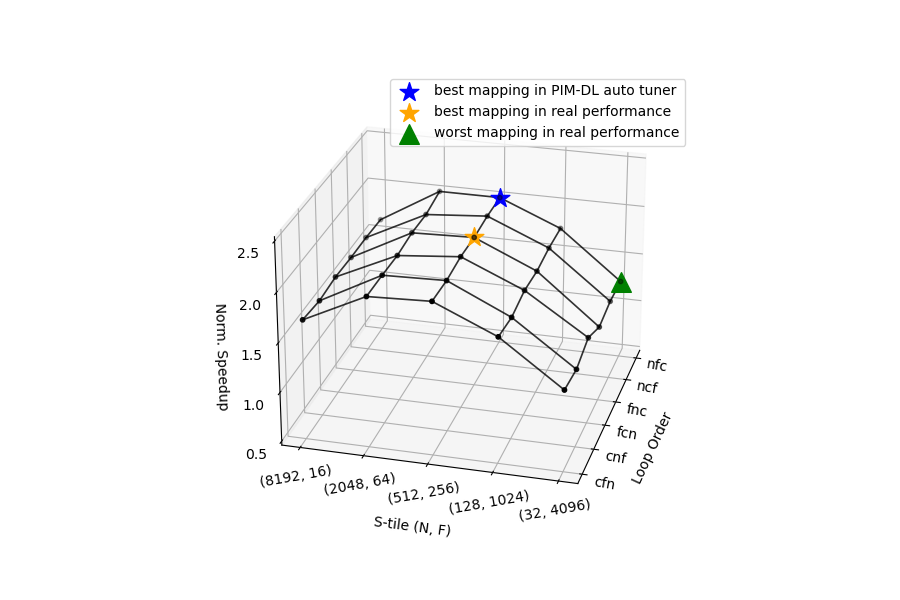 best mapping in PIM-DL auto tuner
best mapping in real performance
worst mapping in real performance
2.5
2.0
1.5
1.0
0.5
Norm. Speedup
(8192, 16)
(2048, 64)
(512, 256)
(128, 1024)
(32, 4096)
S-tile (N, F)
nfc
ncf
fnc
fcn
cnf
cfn
Loop Order